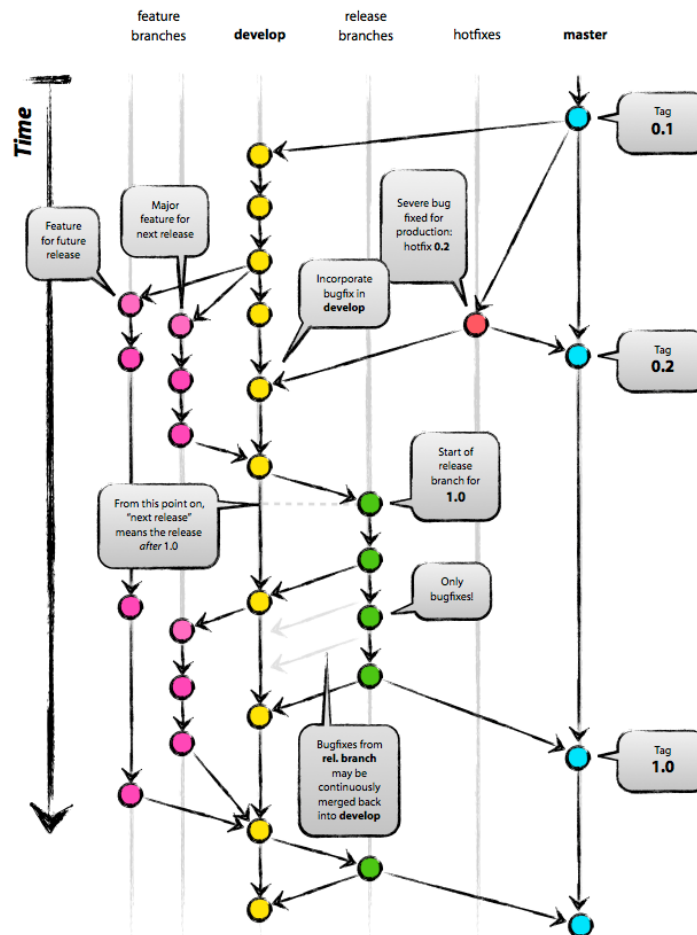 feature
branches
develop
release
branches
hotfixes
master
Time
Tag
0.1
Major
feature for
next release
Feature
for future
release
Severe bug
fixed for
production:
hotfix 0.2
Incorporate
bugfix in
develop
Tag
0.2
Start of
release
branch for
1.0
From this point on,
“next release”
means the release
after 1.0
Only
bugfixes!
Bugfixes from
rel. branch
may be
continuously
merged back
into develop
Tag
1.0